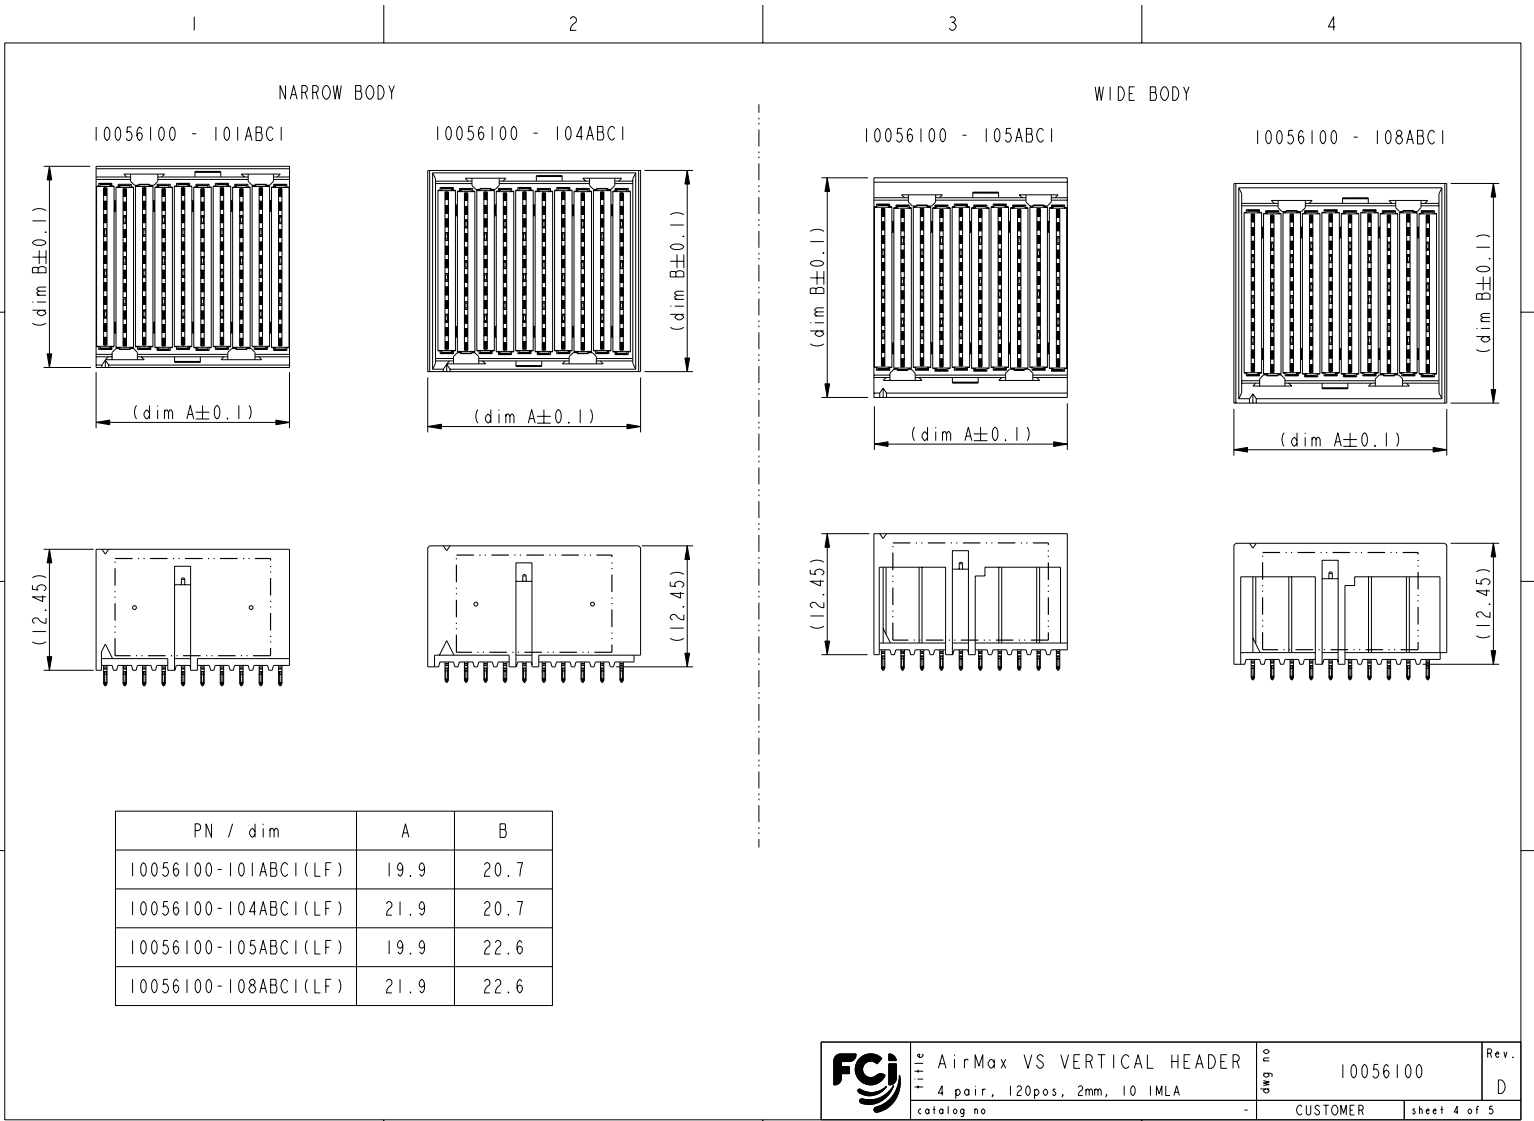 1 2 3 4
NARROW BODY
WIDE BODY
10056100 - 101ABC1
10056100 - 104ABC1
10056100 - 105ABC1
10056100 - 108ABC1
(dim B±0.1)
(dim B±0.1)
(dim B±0.1)
(dim B±0.1)
(dim A±0.1)
(dim A±0.1)
(dim A±0.1)
(dim A±0.1)
(12.45)
(12.45)
(12.45)
(12.45)
PN / dim A B
10056100-101ABC1(LF) 19.9 20.7
10056100-104ABC1(LF) 21.9 20.7
10056100-105ABC1(LF) 19.9 22.6
10056100-108ABC1(LF) 21.9 22.6
FCi
title
AirMax VS VERTICAL HEADER
4 pair, 120pos, 2mm, 10 IMLA
catalog no -
dwg no
10056100
Rev.
D
CUSTOMER
sheet 4 of 5